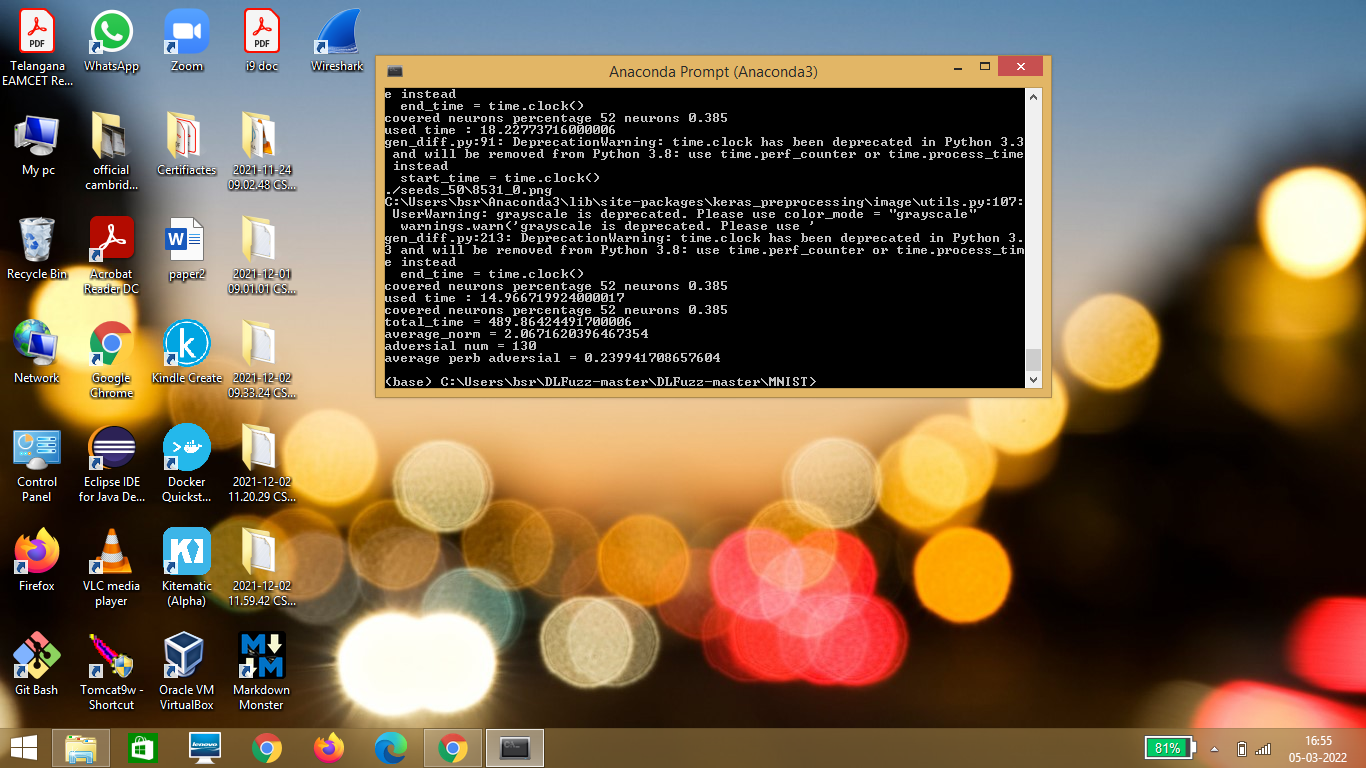 Telangana
EAMCET Re...
WhatsApp
Zoom
i9 doc
Wireshark
My pc
official
cambrid...
Certifiactes
2021-11-24
09.02.48 CS...
Recycle Bin
Acrobat
Reader DC
paper2
2021-12-01
09.01.01 CS...
Network
Google
Chrome
Kindle Create
2021-12-02
09.33.24 CS...
Control
Panel
Eclipse IDE
for Java De...
Docker
Quickst...
2021-12-02
11.20.29 CS...
Firefox
VLC media
player
Kitematic
(Alpha)
2021-12-02
11.59.42 CS...
Git Bash
Tomcat9w -
Shortcut
Oracle VM
VirtualBox
Markdown
Monster
Anaconda Prompt (Anaconda3)
e instead
end_time = time.clock()
covered neurons percentage 52 neurons 0.385
used time : 18.22773716000006
gen_diff.py:91: DeprecationWarning: time.clock has been deprecated in Python 3.3
and will be removed from Python 3.8: use time.perf_counter or time.process_time
instead
start_time = time.clock()
./seeds_50\8531_0.png
C:\Users\bsr\Anaconda3\lib\site-packages\keras_preprocessing\image\utils.py:107:
UserWarning: grayscale is deprecated. Please use color_mode = "grayscale"
warnings.warn('grayscale is deprecated. Please use '
gen_diff.py:213: DeprecationWarning: time.clock has been deprecated in Python 3.
3 and will be removed from Python 3.8: use time.perf_counter or time.process_tim
e instead
end_time = time.clock()
covered neurons percentage 52 neurons 0.385
used time : 14.966719924000017
covered neurons percentage 52 neurons 0.385
total_time = 489.86424491700006
average_norm = 2.0671620396467354
adversial num = 130
average perb adversial = 0.239941708657604
(base) C:\Users\bsr\DLFuzz-master\DLFuzz-master\MNIST>
lenovo
81%
16:55
05-03-2022